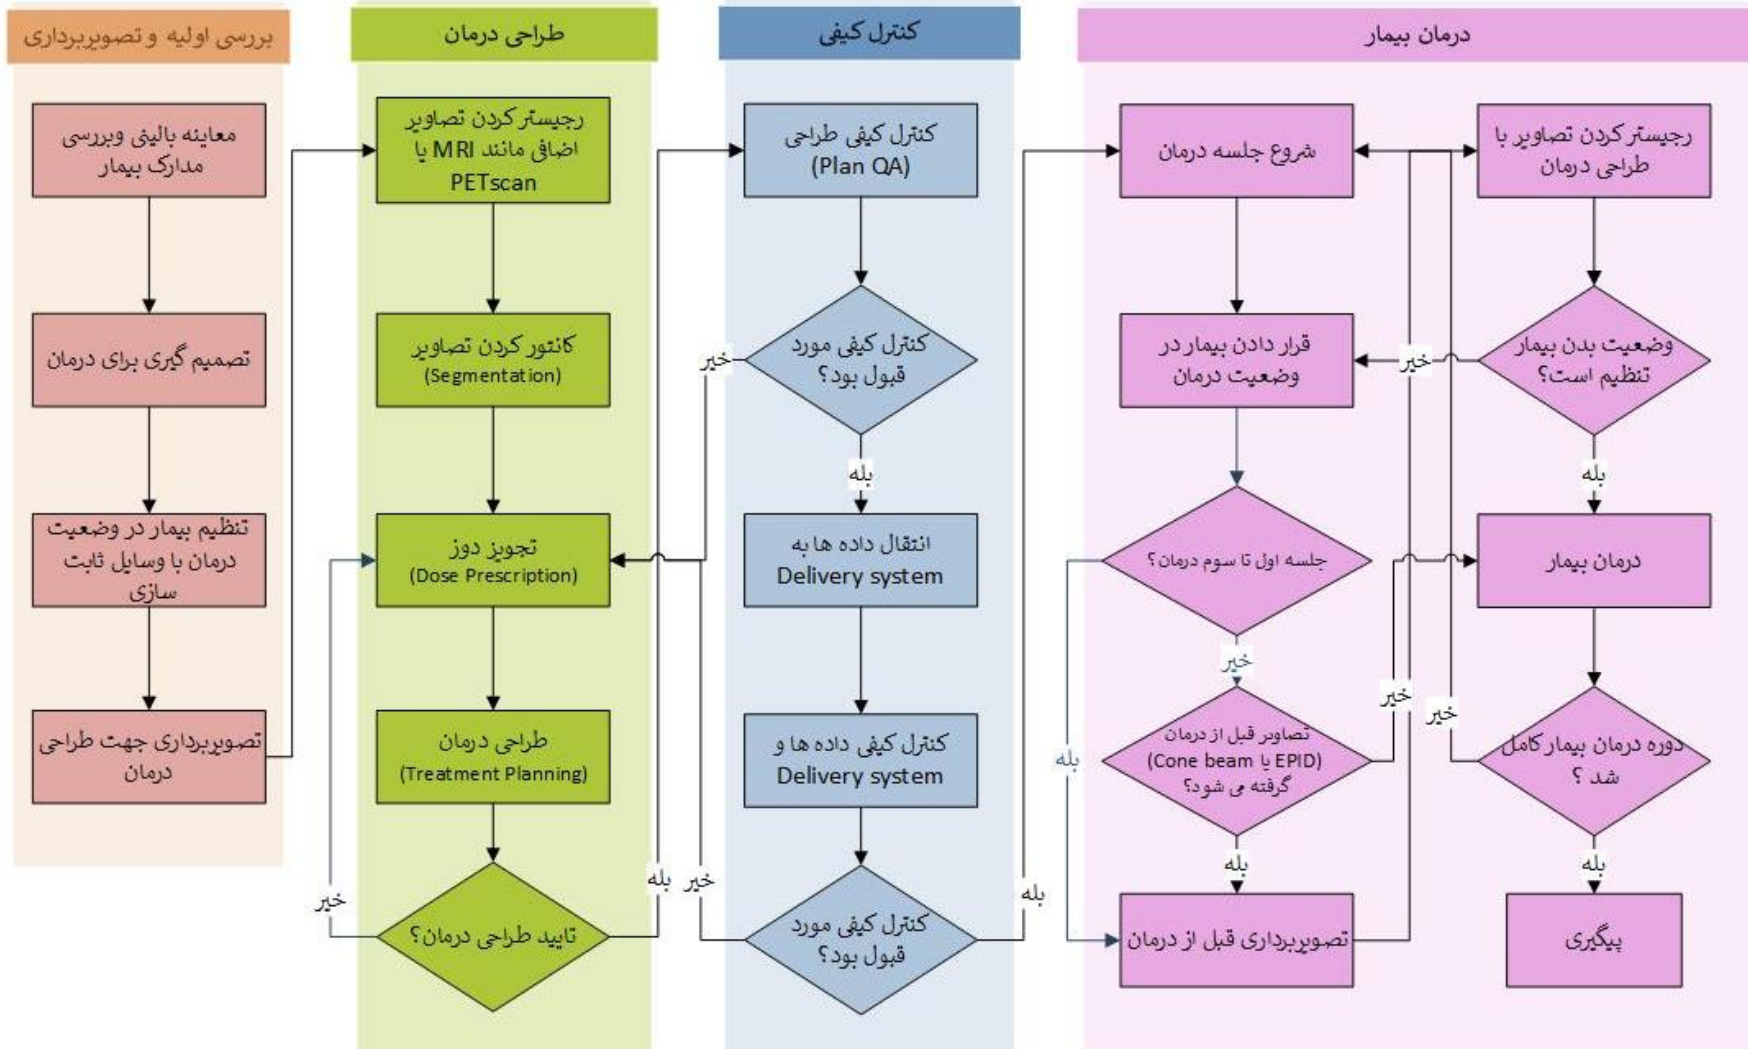 بررسی اولیه و تصویربرداری
معاینه بالینی وبررسی
مدارک بیمار
تصمیم گیری برای درمان
تنظیم بیمار در وضعیت
درمان با وسایل ثابت
سازی
تصویربرداری جهت طراحی
درمان
طراحی درمان
رجیستر کردن تصاویر
اضافی مانند MRI یا
PETscan
کانتور کردن تصاویر
(Segmentation)
تجویز دوز
(Dose Prescription)
طراحی درمان
(Treatment Planning)
تایید طراحی درمان؟
خیر
بله
کنترل کیفی
کنترل کیفی طراحی
(Plan QA)
کنترل کیفی مورد
قبول بود؟
خیر
بله
انتقال داده ها به
Delivery system
کنترل کیفی داده ها و
Delivery system
کنترل کیفی مورد
قبول بود؟
خیر
بله
درمان بیمار
شروع جلسه درمان
قرار دادن بیمار در
وضعیت درمان
جلسه اول تا سوم درمان؟
بله
خیر
تصاویر قبل از درمان
(Cone beam یا EPID)
گرفته می شود؟
خیر
بله
تصویربرداری قبل از درمان
رجیستر کردن تصاویر با
طراحی درمان
وضعیت بدن بیمار
تنظیم است؟
خیر
بله
درمان بیمار
دوره درمان بیمار کامل
شد ؟
خیر
بله
پیگیری